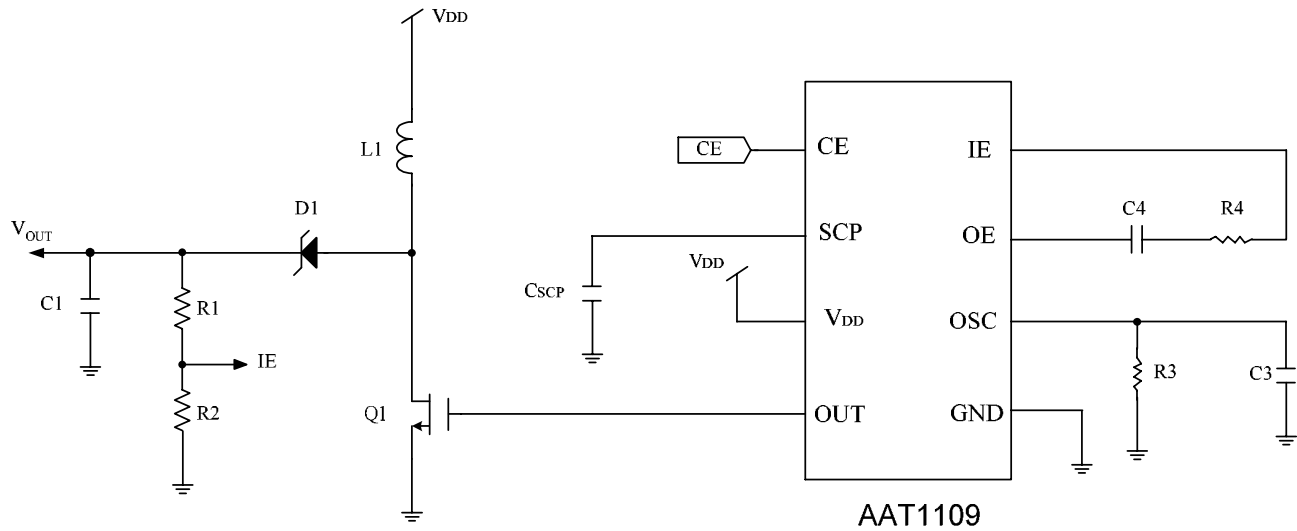 VDD
L1
D1
VOUT
C1
R1
IE
R2
Q1
CE
CE
IE
SCP
OE
C4
R4
VDD
CSCP
VDD
OSC
R3
C3
OUT
GND
AAT1109